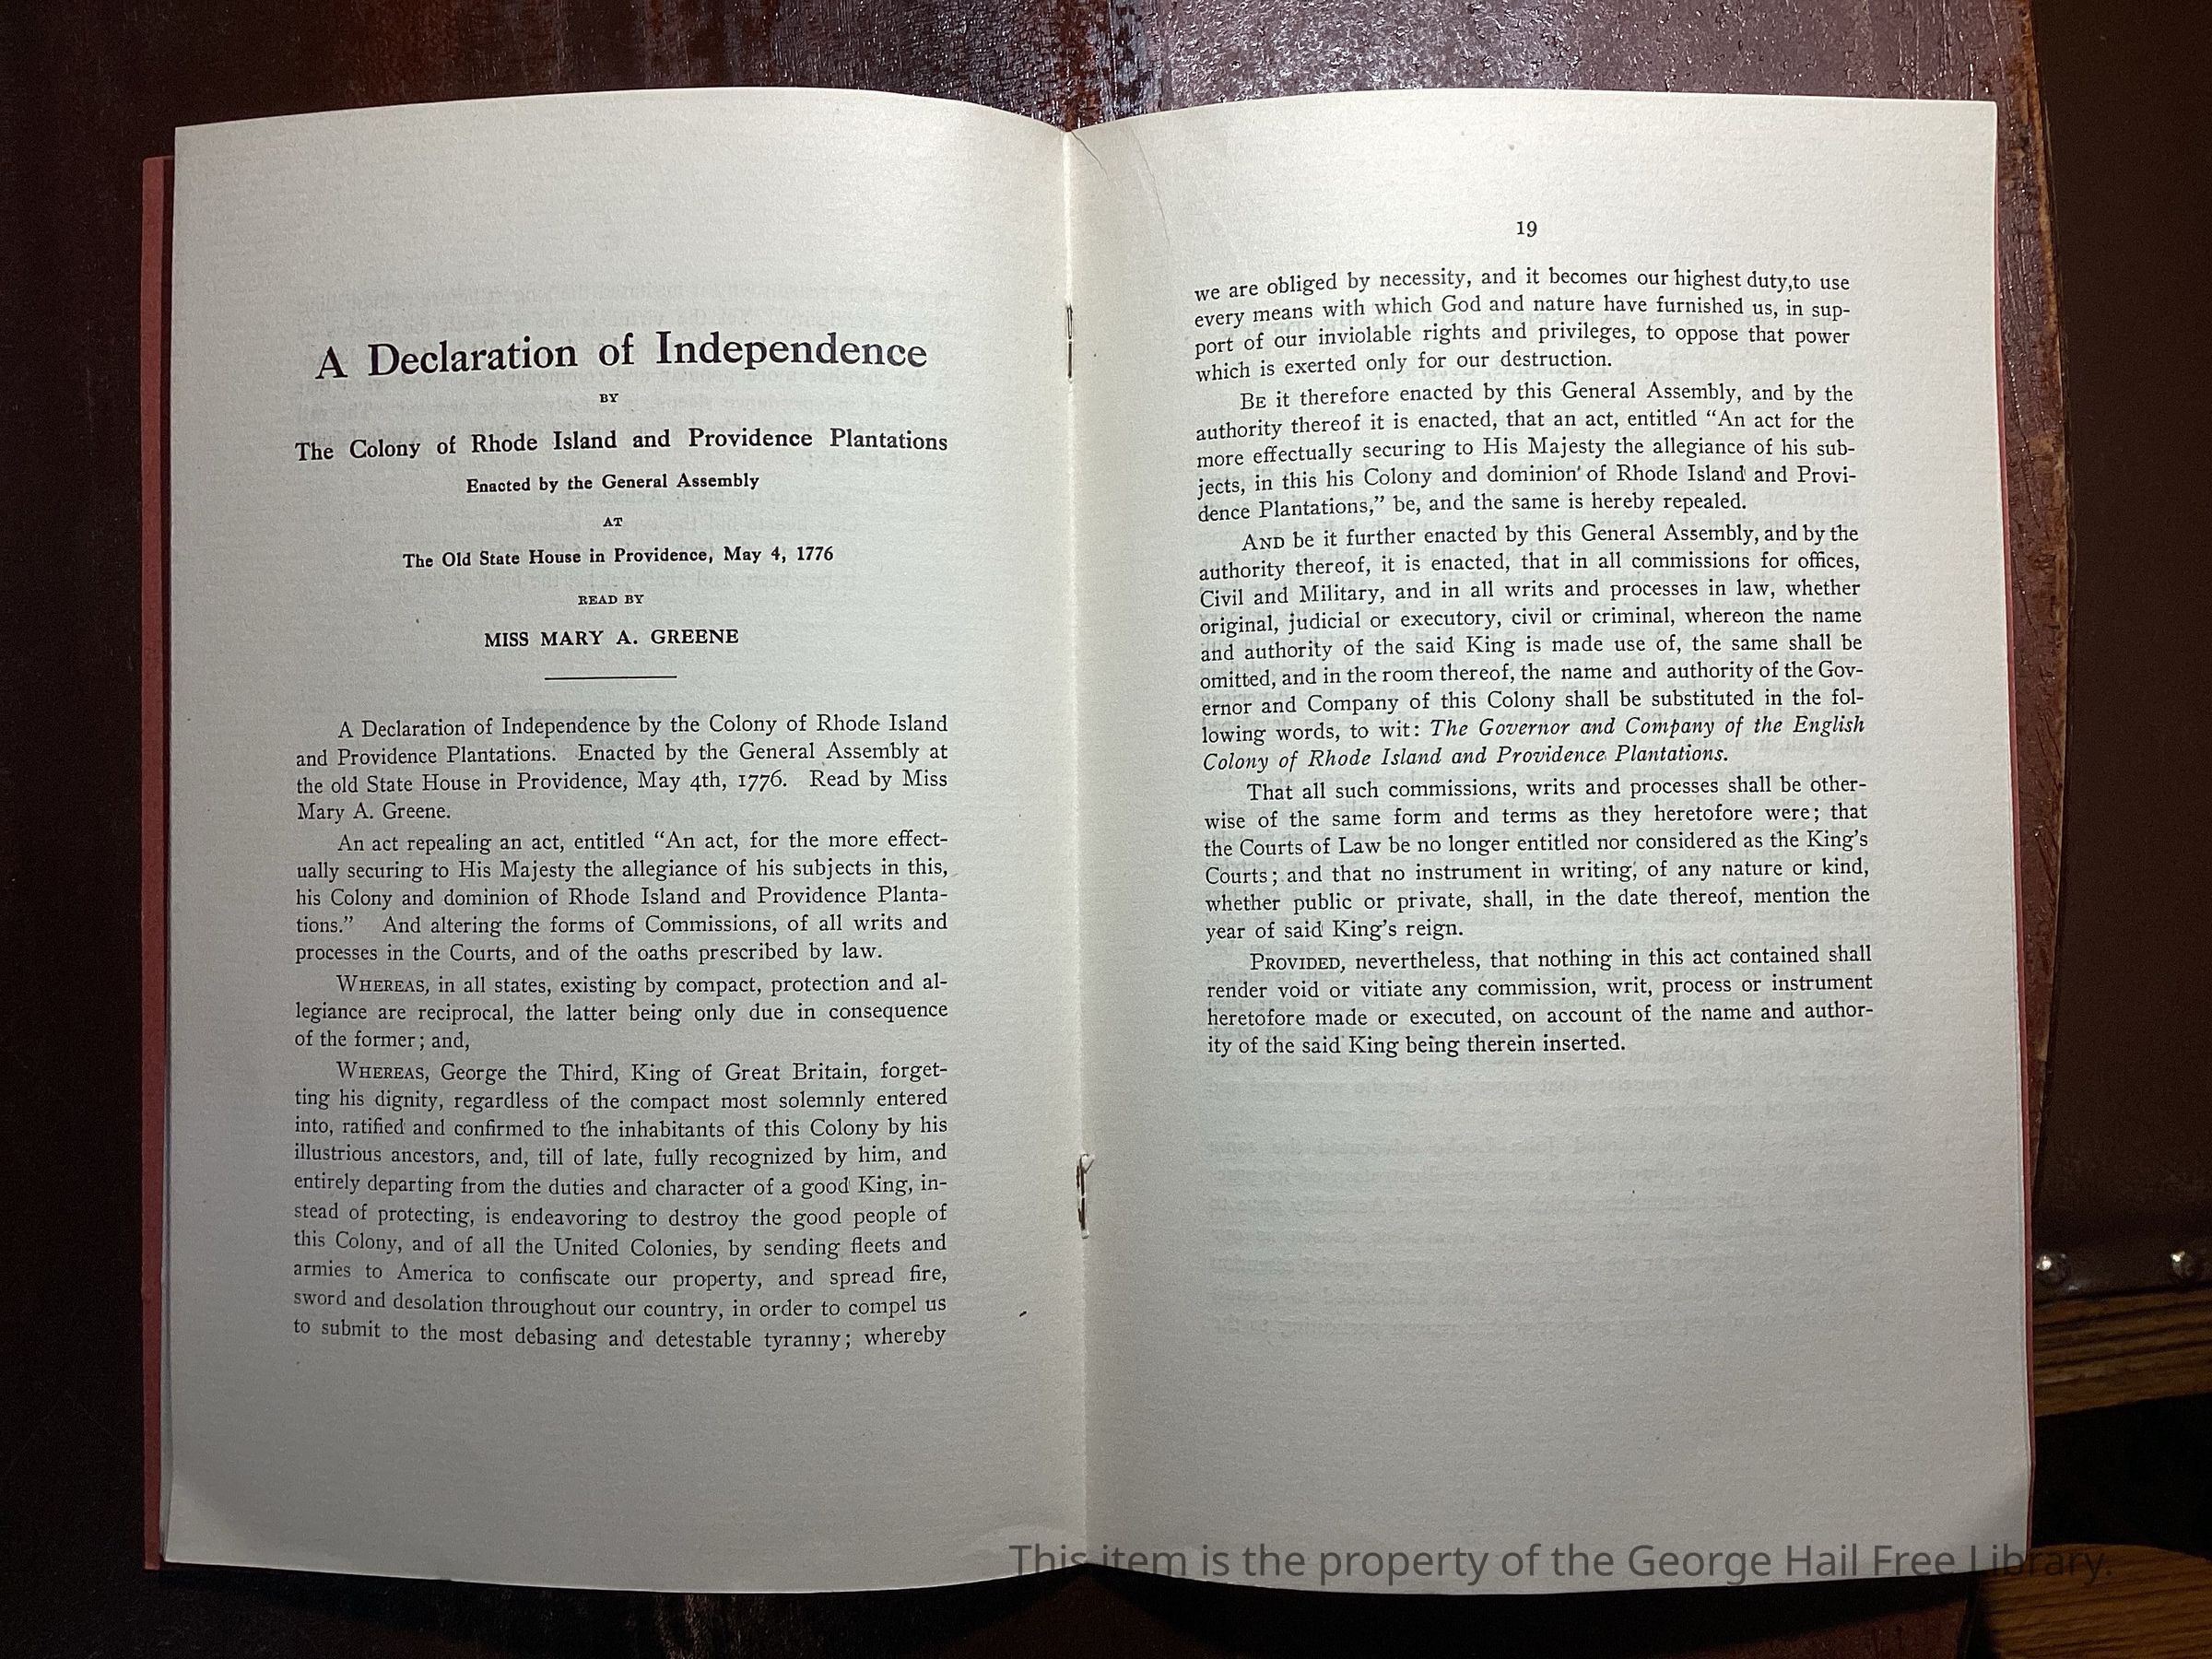 A Declaration of Independence
BY
The Colony of Rhode Island and Providence Plantations
Enacted by the General Assembly
AT
The Old State House in Providence, May 4, 1776
READ BY
MISS MARY A. GREENE
A Declaration of Independence by the Colony of Rhode Island
and Providence Plantations. Enacted by the General Assembly at
the old State House in Providence, May 4th, 1776. Read by Miss
Mary A. Greene.
An act repealing an act, entitled “An act, for the more effect-
ually securing to His Majesty the allegiance of his subjects in this,
his Colony and dominion of Rhode Island and Providence Planta-
tions.” And altering the forms of Commissions, of all writs and
processes in the Courts, and of the oaths prescribed by law.
WHEREAS, in all states, existing by compact, protection and al-
legiance are reciprocal, the latter being only due in consequence
of the former; and,
WHEREAS, George the Third, King of Great Britain, forget-
ting his dignity, regardless of the compact most solemnly entered
into, ratified and confirmed to the inhabitants of this Colony by his
illustrious ancestors, and, till of late, fully recognized by him, and
entirely departing from the duties and character of a good King, in-
stead of protecting, is endeavoring to destroy the good people of
this Colony, and of all the United Colonies, by sending fleets and
armies to America to confiscate our property, and spread fire,
sword and desolation throughout our country, in order to compel us
to submit to the most debasing and detestable tyranny; whereby
19
we are obliged by necessity, and it becomes our highest duty,to use
every means with which God and nature have furnished us, in sup-
port of our inviolable rights and privileges, to oppose that power
which is exerted only for our destruction.
BE it therefore enacted by this General Assembly, and by the
authority thereof it is enacted, that an act, entitled “An act for the
more effectually securing to His Majesty the allegiance of his sub-
jects, in this his Colony and dominion of Rhode Island and Provi-
dence Plantations,” be, and the same is hereby repealed.
AND be it further enacted by this General Assembly, and by the
authority thereof, it is enacted, that in all commissions for offices,
Civil and Military, and in all writs and processes in law, whether
original, judicial or executory, civil or criminal, whereon the name
and authority of the said King is made use of, the same shall be
omitted, and in the room thereof, the name and authority of the Gov-
ernor and Company of this Colony shall be substituted in the fol-
lowing words, to wit: The Governor and Company of the English
Colony of Rhode Island and Providence Plantations.
That all such commissions, writs and processes shall be other-
wise of the same form and terms as they heretofore were; that
the Courts of Law be no longer entitled nor considered as the King’s
Courts; and that no instrument in writing, of any nature or kind,
whether public or private, shall, in the date thereof, mention the
year of said King’s reign.
PROVIDED, nevertheless, that nothing in this act contained shall
render void or vitiate any commission, writ, process or instrument
heretofore made or executed, on account of the name and author-
ity of the said King being therein inserted.
This item is the property of the George Hail Free Library.